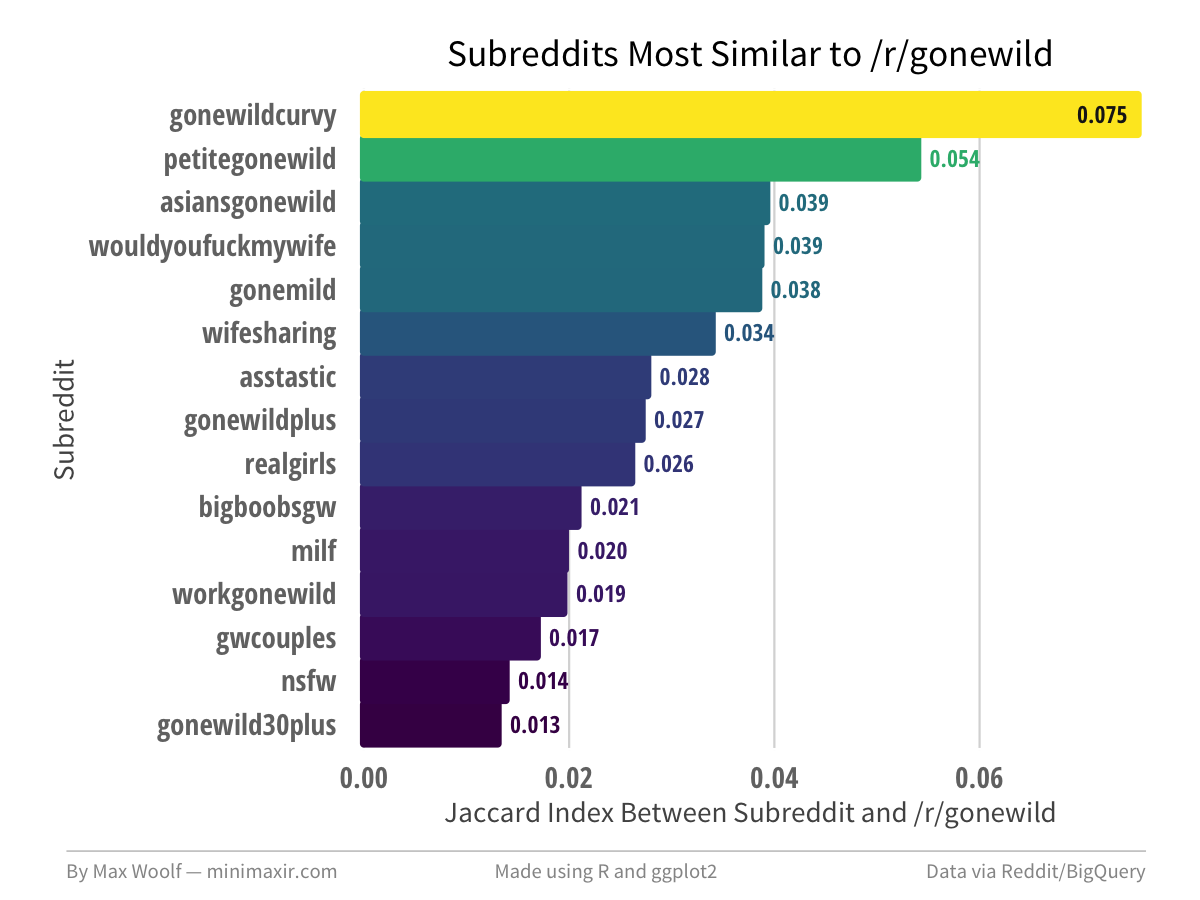 Subreddits Most Similar to /r/gonewild
gonewildcurvy 0.075
petitegonewild 0.054
asiansgonewild 0.039
wouldyoufuckmywife 0.039
gonemild 0.038
wifesharing 0.034
asstastic 0.028
gonewildplus 0.027
realgirls 0.026
bigboobsgw 0.021
milf 0.020
workgonewild 0.019
gwcouples 0.017
nsfw 0.014
gonewild30plus 0.013
Subreddit
0.00 0.02 0.04 0.06
Jaccard Index Between Subreddit and /r/gonewild
By Max Woolf — minimaxir.com Made using R and ggplot2 Data via Reddit/BigQuery